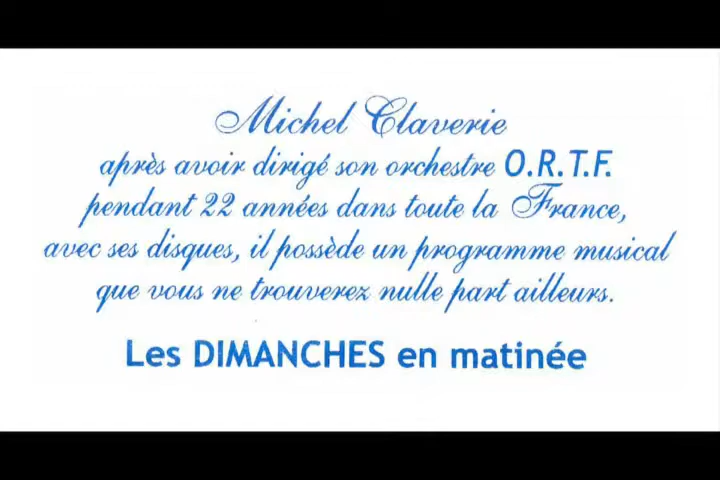 Michel Claverie
après avoir dirigé son orchestre O.R.T.F.
pendant 22 années dans toute la France,
avec ses disques, il possède un programme musical
que vous ne trouverez nulle part ailleurs.
Les DIMANCHES en matinée